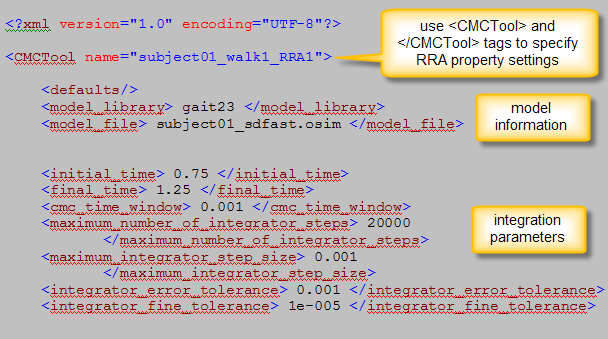 <?xml version="1.0" encoding="UTF-8"?>
<CMCTool name="subject01_walk1_RRA1">
use <CMCTool> and
</CMCTool> tags to specify
RRA property settings
<defaults/>
<model_library> gait23 </model_library>
<model_file> subject01_sdfast.osim </model_file>
model
information
<initial_time> 0.75 </initial_time>
<final_time> 1.25 </final_time>
<cmc_time_window> 0.001 </cmc_time_window>
<maximum_number_of_integrator_steps> 20000
</maximum_number_of_integrator_steps>
<maximum_integrator_step_size> 0.001
</maximum_integrator_step_size>
<integrator_error_tolerance> 0.001 </integrator_error_tolerance>
<integrator_fine_tolerance> 1e-005 </integrator_fine_tolerance>
integration
parameters